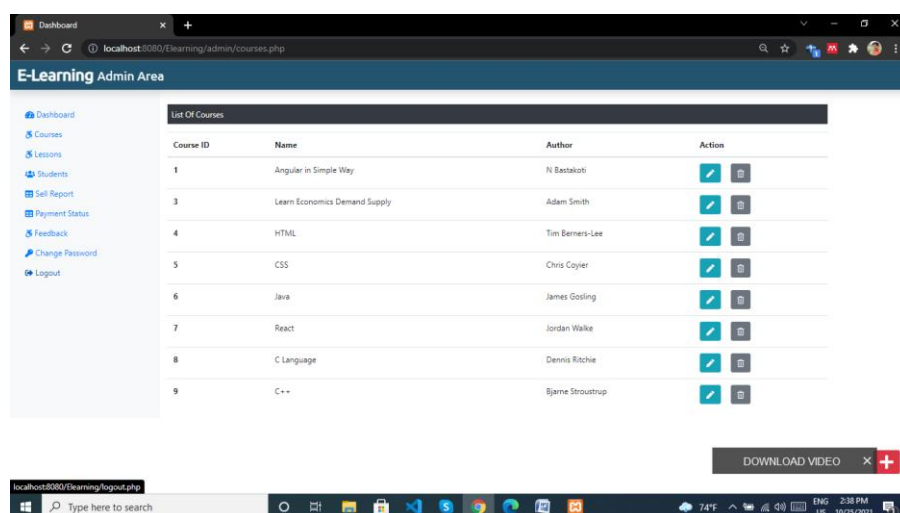 Dashboard
localhost:8080/Elearning/admin/courses.php
E-Learning Admin Area
Dashboard
Courses
Lessons
Students
Sell Report
Payment Status
Feedback
Change Password
Logout
List Of Courses
Course ID Name Author Action
1 Angular in Simple Way N Bastakoti
3 Learn Economics Demand Supply Adam Smith
4 HTML Tim Berners-Lee
5 CSS Chris Coyier
6 Java James Gosling
7 React Jordan Walke
8 C Language Dennis Ritchie
9 C++ Bjarne Stroustrup
DOWNLOAD VIDEO
localhost:8080/Elearning/logout.php
Type here to search
74°F
ENG 2:38 PM
US 10/25/2021